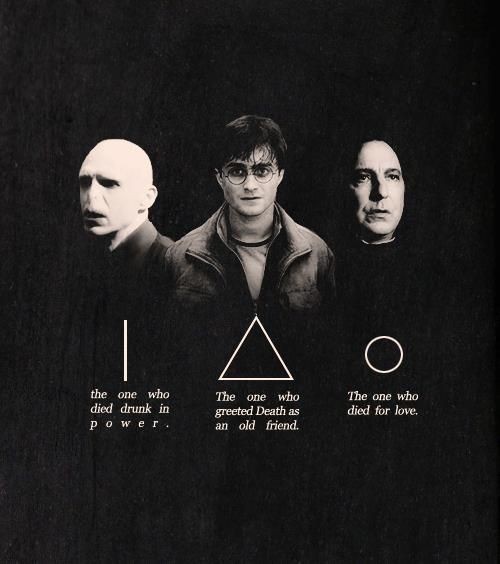 the one who
died drunk in
p o w e r .
The one who
greeted Death as
an old friend.
The one who
died for love.